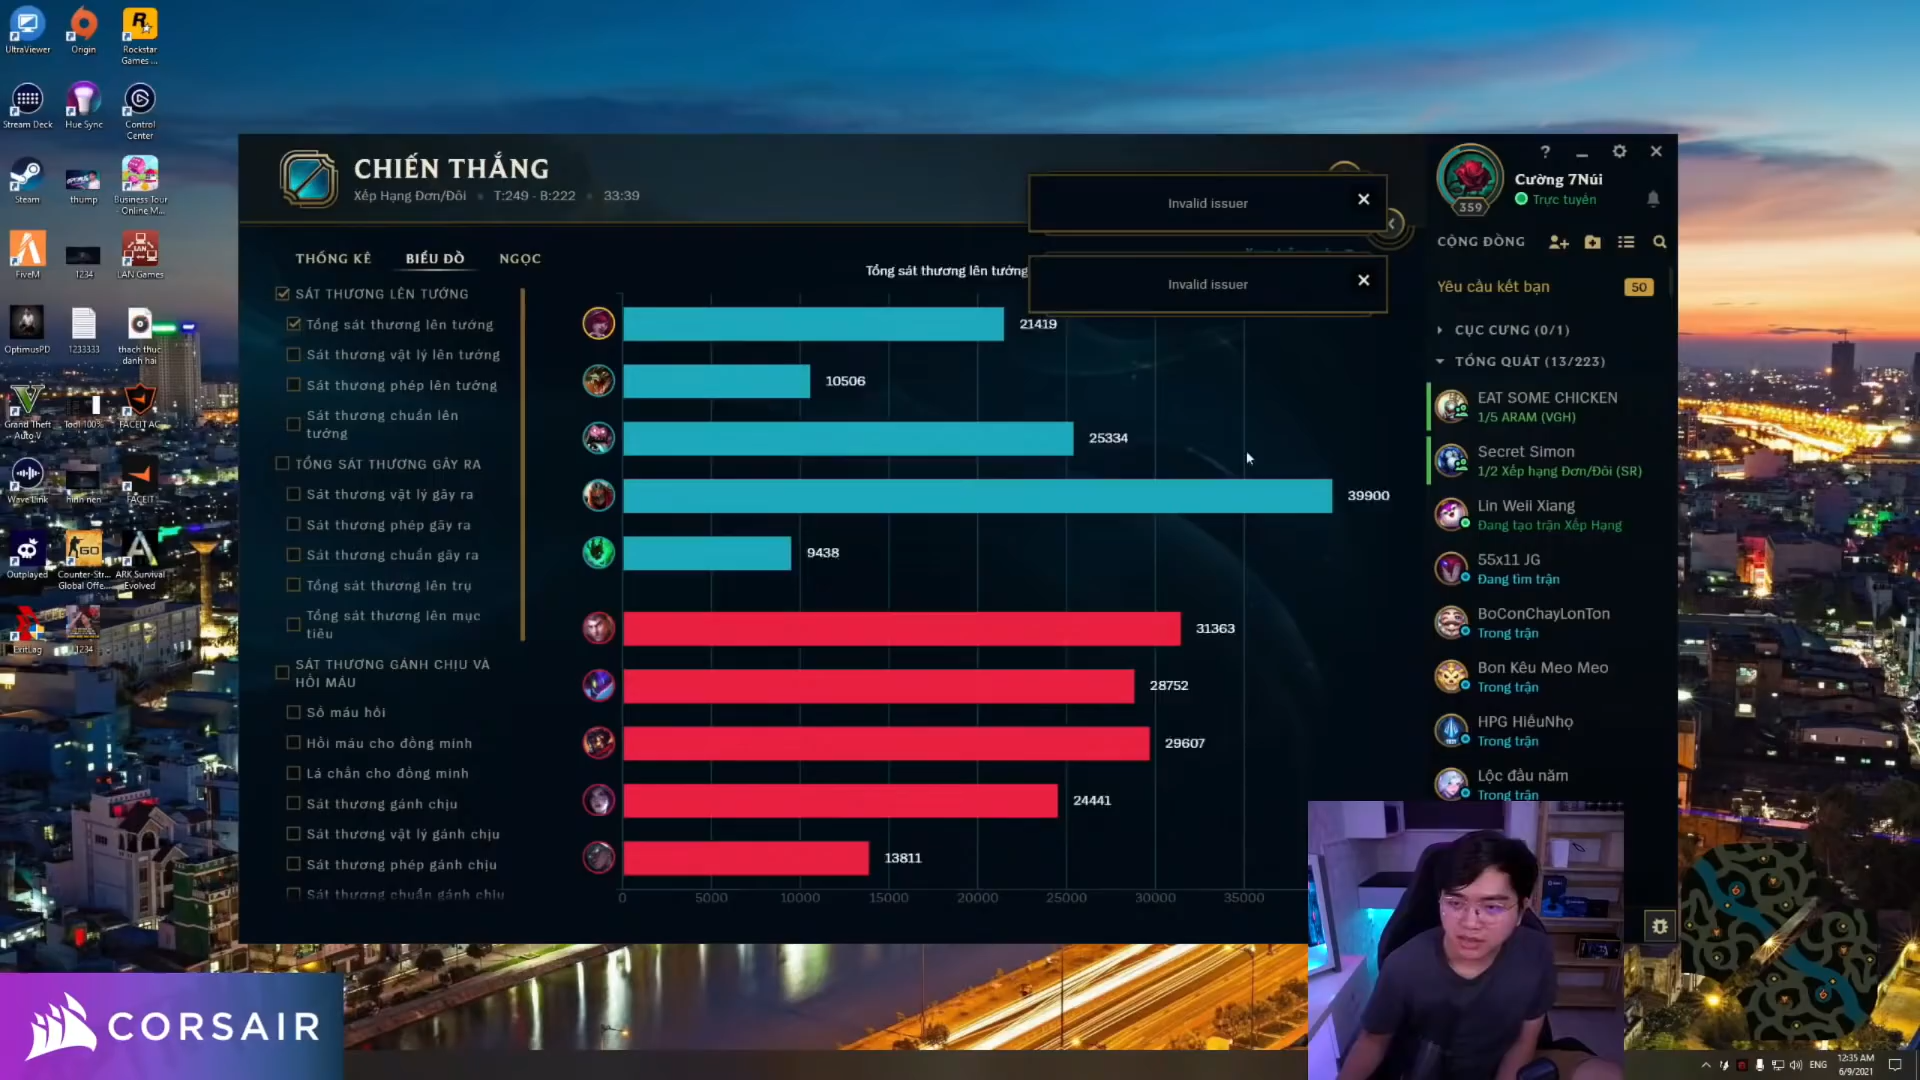 UltraViewer
Origin
Rockstar
Games ...
Stream Deck
Hue Sync
Control
Center
Steam
thump
Business Tour
- Online M...
FiveM
1234
LAN Games
OptimusPD
1233333
thach thuc
danh hai
Grand Theft
Auto V
Tool 100%
FACEIT AC
Wave Link
hinh nen
FACEIT
Outplayed
Counter-Str...
Global Offe...
ARK Survival
Evolved
ExitLag
1234
CHIẾN THẮNG
Xếp Hạng Đơn/Đôi • T:249 - B:222 • 33:39
THỐNG KÊ
BIỂU ĐỒ
NGỌC
SÁT THƯƠNG LÊN TƯỚNG
Tổng sát thương lên tướng
Sát thương vật lý lên tướng
Sát thương phép lên tướng
Sát thương chuẩn lên
tướng
TỔNG SÁT THƯƠNG GÂY RA
Sát thương vật lý gây ra
Sát thương phép gây ra
Sát thương chuẩn gây ra
Tổng sát thương lên trụ
Tổng sát thương lên mục
tiêu
SÁT THƯƠNG GÁNH CHỊU VÀ
HỒI MÁU
Số máu hồi
Hồi máu cho đồng minh
Lá chắn cho đồng minh
Sát thương gánh chịu
Sát thương vật lý gánh chịu
Sát thương phép gánh chịu
Sát thương chuẩn gánh chịu
Tổng sát thương lên tướng
Invalid issuer
Invalid issuer
21419
10506
25334
39900
9438
31363
28752
29607
24441
13811
0 5000 10000 15000 20000 25000 30000 35000
359
Cường 7Núi
Trực tuyến
CỘNG ĐỒNG
Yêu cầu kết bạn
50
CỤC CƯNG (0/1)
TỔNG QUÁT (13/223)
EAT SOME CHICKEN
1/5 ARAM (VGH)
Secret Simon
1/2 Xếp hạng Đơn/Đôi (SR)
Lin Weii Xiang
Đang tạo trận Xếp Hạng
55x11 JG
Đang tìm trận
BoConChayLonTon
Trong trận
Bon Kêu Meo Meo
Trong trận
HPG HiếuNhọ
Trong trận
Lộc đầu năm
Trong trận
CORSAIR
ENG
12:35 AM
6/9/2021